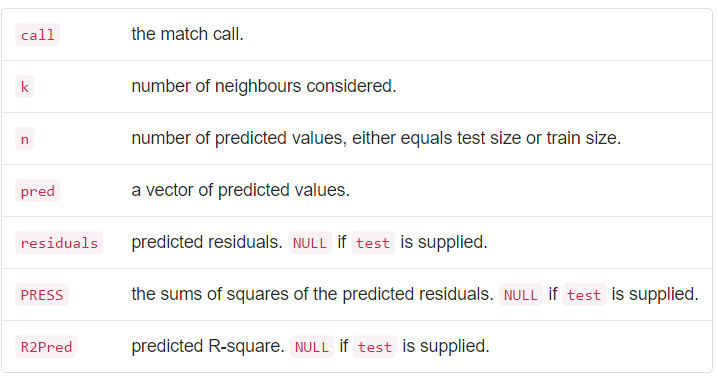 call the match call.
k number of neighbours considered.
n number of predicted values, either equals test size or train size.
pred a vector of predicted values.
residuals predicted residuals. NULL if test is supplied.
PRESS the sums of squares of the predicted residuals. NULL if test is supplied.
R2Pred predicted R-square. NULL if test is supplied.